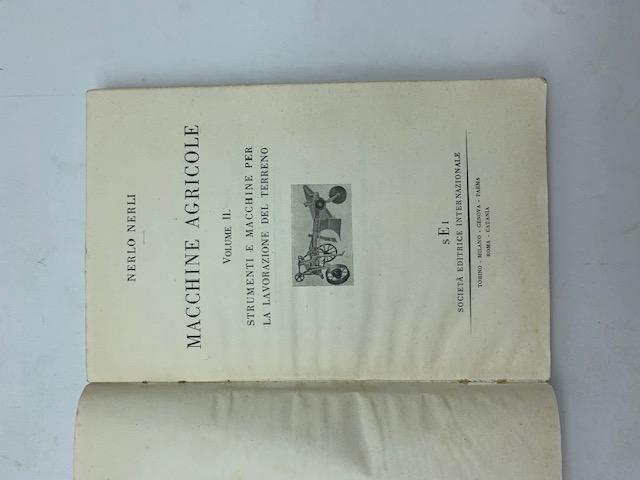 NERLO NERLI
MACCHINE AGRICOLE
VOLUME II.
STRUMENTI E MACCHINE PER
LA LAVORAZIONE DEL TERRENO
SEI
SOCIETÀ EDITRICE INTERNAZIONALE
TORINO - MILANO - GENOVA - PARMA
ROMA - CATANIA